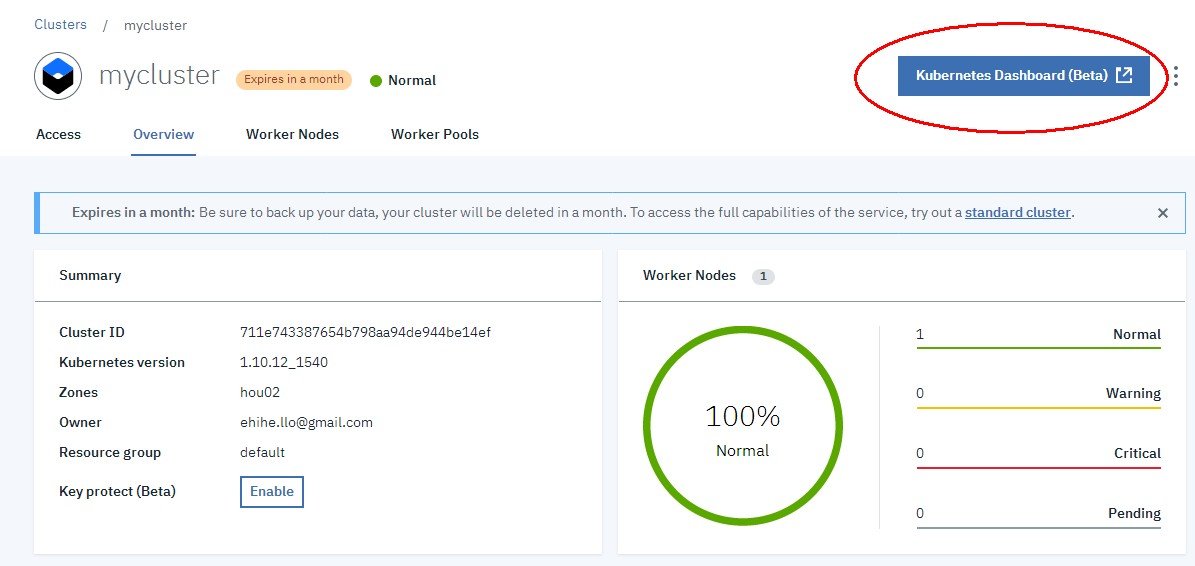 Clusters / mycluster
mycluster Expires in a month Normal
Kubernetes Dashboard (Beta)
Access Overview Worker Nodes Worker Pools
Expires in a month: Be sure to back up your data, your cluster will be deleted in a month. To access the full capabilities of the service, try out a standard cluster.
Summary
Cluster ID 711e743387654b798aa94de944be14ef
Kubernetes version 1.10.12_1540
Zones hou02
Owner ehihe.llo@gmail.com
Resource group default
Key protect (Beta) Enable
Worker Nodes 1
100%
Normal
1 Normal
0 Warning
0 Critical
0 Pending